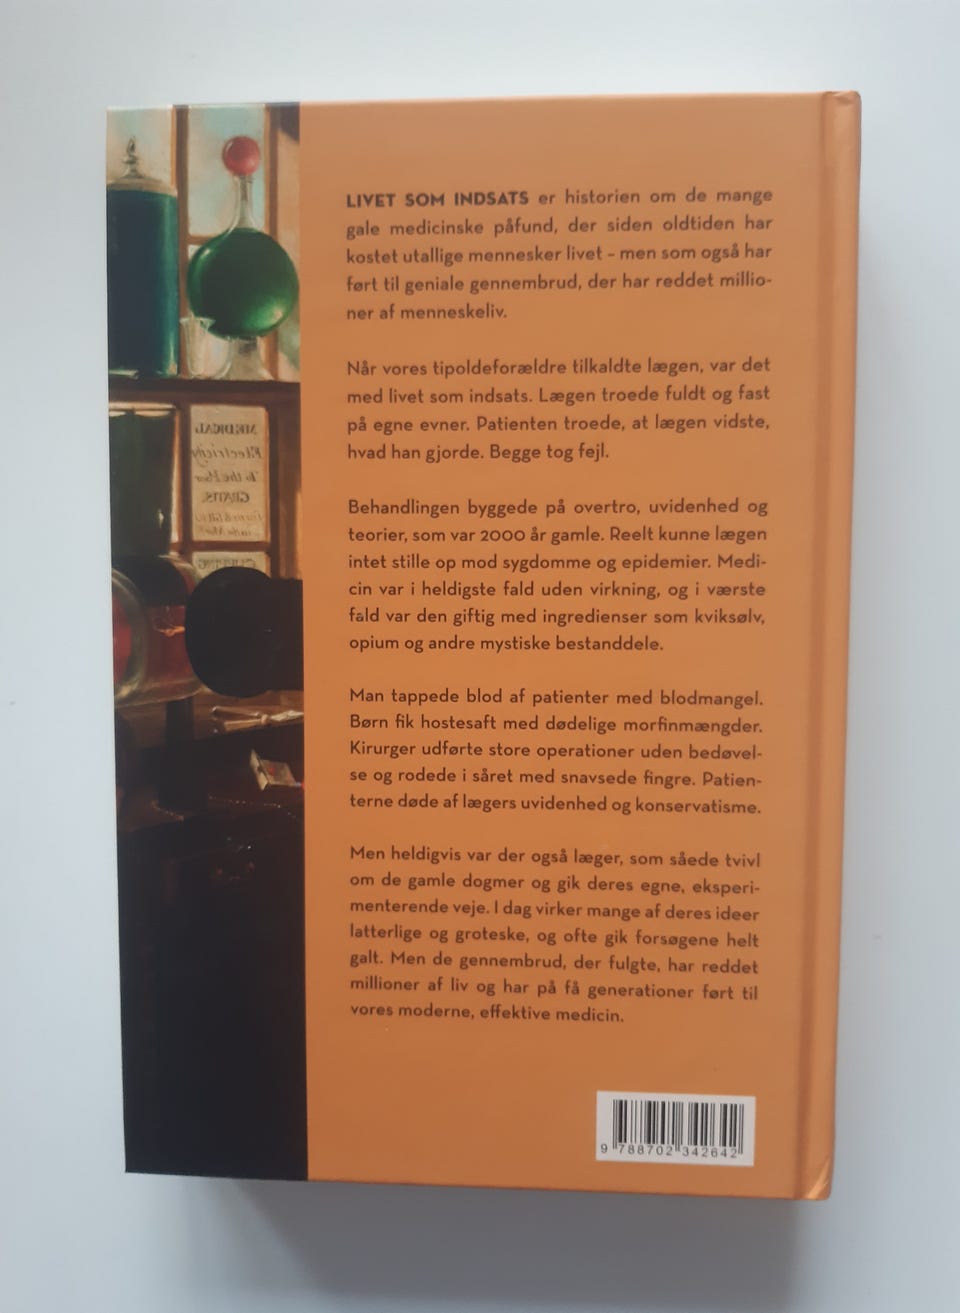 LIVET SOM INDSATS er historien om de mange
gale medicinske påfund, der siden oldtiden har
kostet utallige mennesker livet – men som også har
ført til geniale gennembrud, der har reddet millio-
ner af menneskeliv.
Når vores tipoldeforældre tilkaldte lægen, var det
med livet som indsats. Lægen troede fuldt og fast
på egne evner. Patienten troede, at lægen vidste,
hvad han gjorde. Begge tog fejl.
Behandlingen byggede på overtro, uvidenhed og
teorier, som var 2000 år gamle. Reelt kunne lægen
intet stille op mod sygdomme og epidemier. Medi-
cin var i heldigste fald uden virkning, og i værste
fald var den giftig med ingredienser som kviksølv,
opium og andre mystiske bestanddele.
Man tappede blod af patienter med blodmangel.
Børn fik hostesaft med dødelige morfinmængder.
Kirurger udførte store operationer uden bedøvel-
se og rodede i såret med snavsede fingre. Patien-
terne døde af lægers uvidenhed og konservatisme.
Men heldigvis var der også læger, som såede tvivl
om de gamle dogmer og gik deres egne, eksperi-
menterende veje. I dag virker mange af deres ideer
latterlige og groteske, og ofte gik forsøgene helt
galt. Men de gennembrud, der fulgte, har reddet
millioner af liv og har på få generationer ført til
vores moderne, effektive medicin.
MEDICAL
Electricity
GRATIS.
9 788702 342642